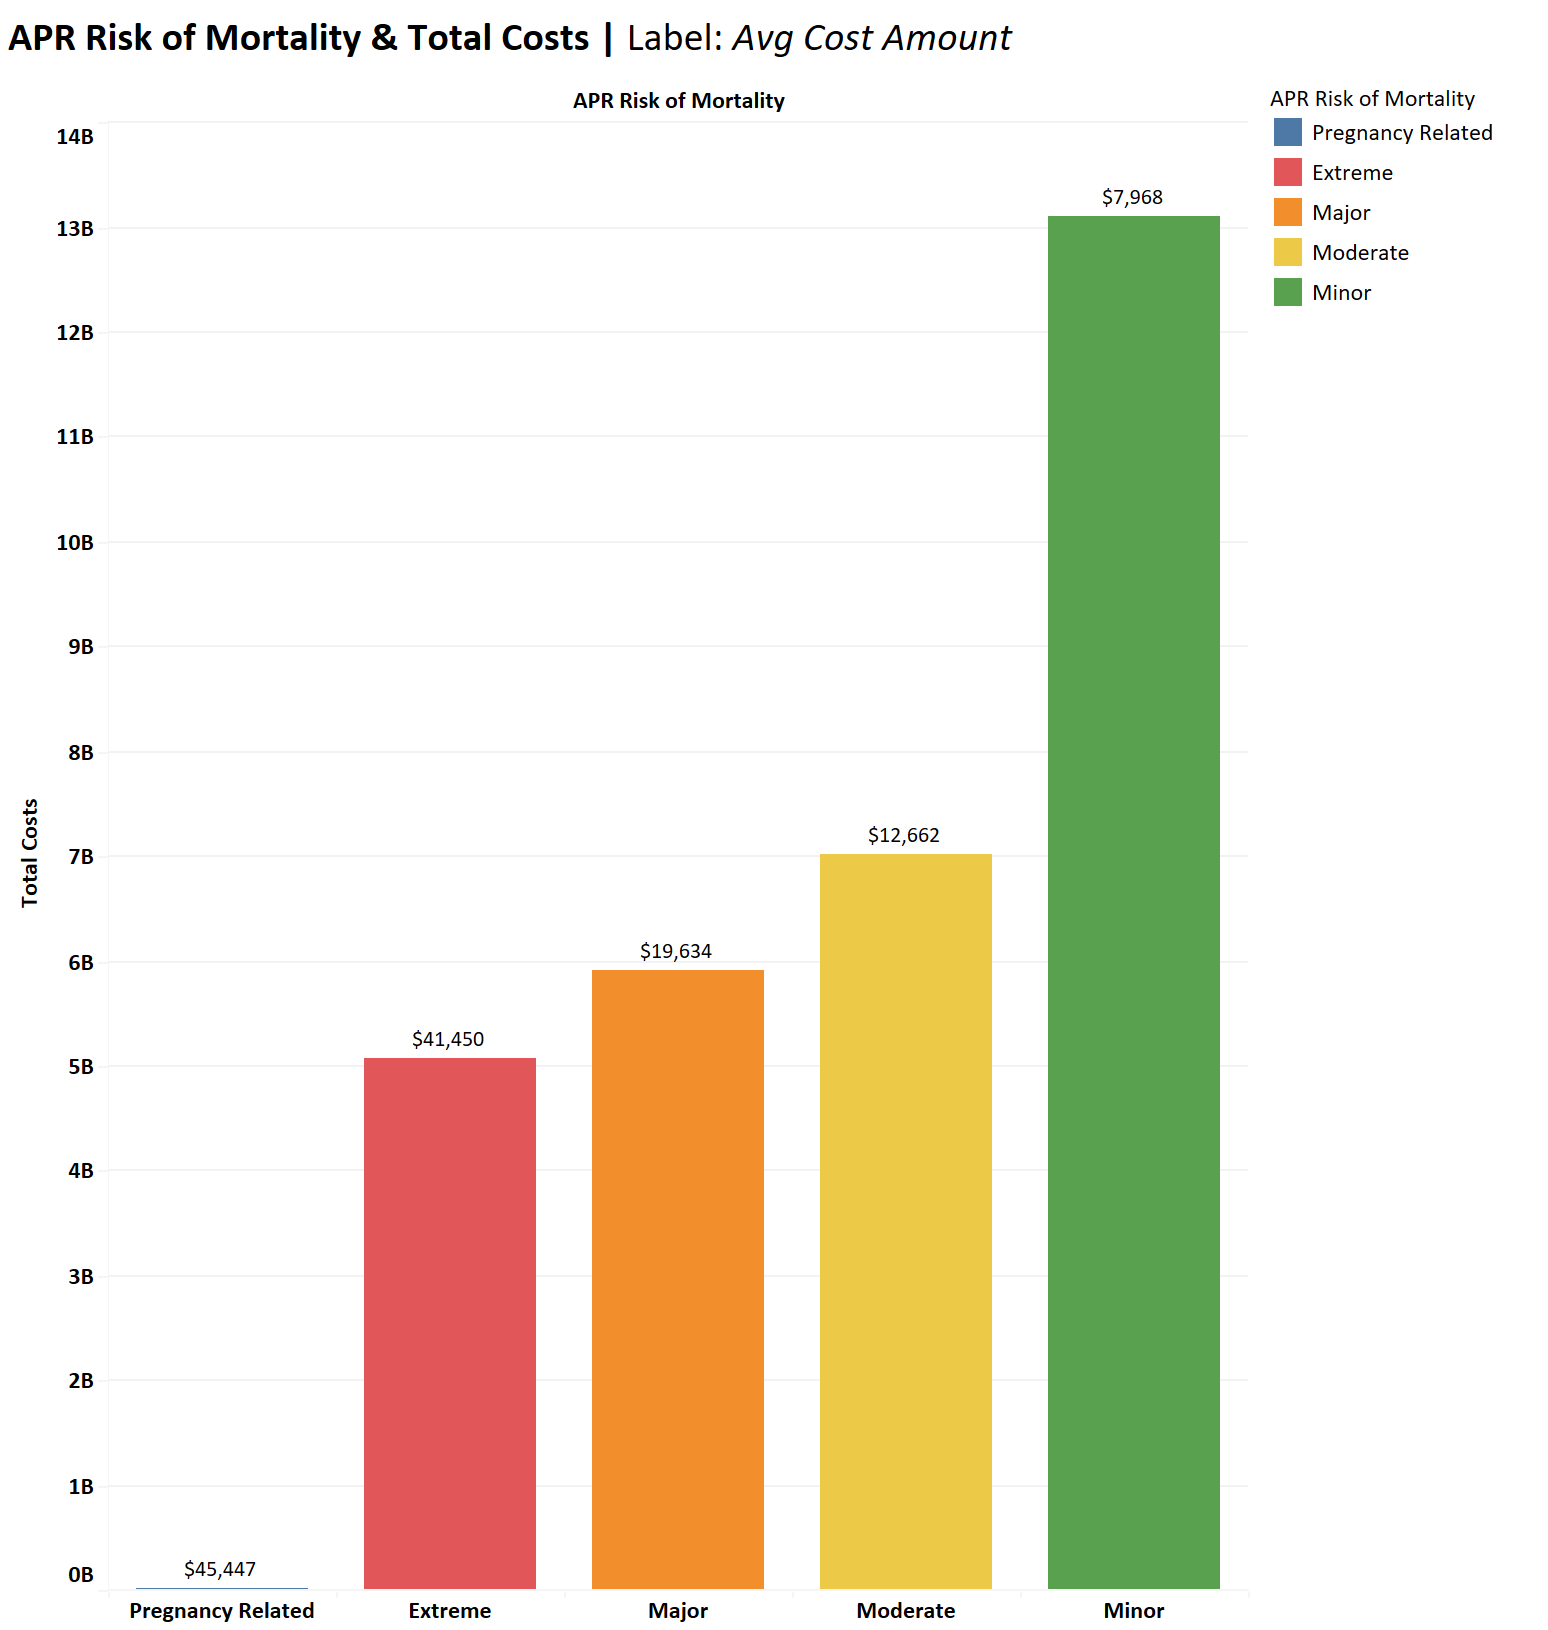 APR Risk of Mortality & Total Costs | Label: Avg Cost Amount
APR Risk of Mortality
APR Risk of Mortality
Pregnancy Related
Extreme
Major
Moderate
Minor
Total Costs
14B
13B
12B
11B
10B
9B
8B
7B
6B
5B
4B
3B
2B
1B
0B
$45,447
$41,450
$19,634
$12,662
$7,968
Pregnancy Related
Extreme
Major
Moderate
Minor